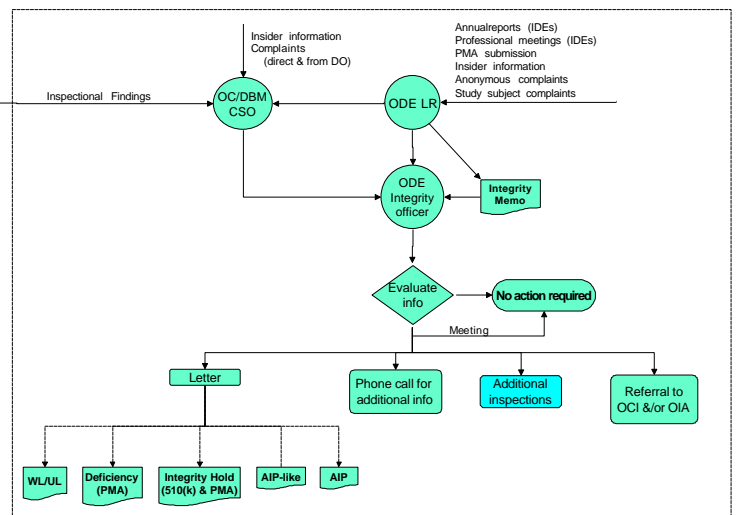 Insider information
Complaints
(direct & from DO)
Annualreports (IDEs)
Professional meetings (IDEs)
PMA submission
Insider information
Anonymous complaints
Study subject complaints
Inspectional Findings
OC/DBM
CSO
ODE LR
ODE
Integrity
officer
Integrity
Memo
Evaluate
info
No action required
Meeting
Letter
Phone call for
additional info
Additional
inspections
Referral to
OCI &/or OIA
WL/UL
Deficiency
(PMA)
Integrity Hold
(510(k) & PMA)
AIP-like
AIP